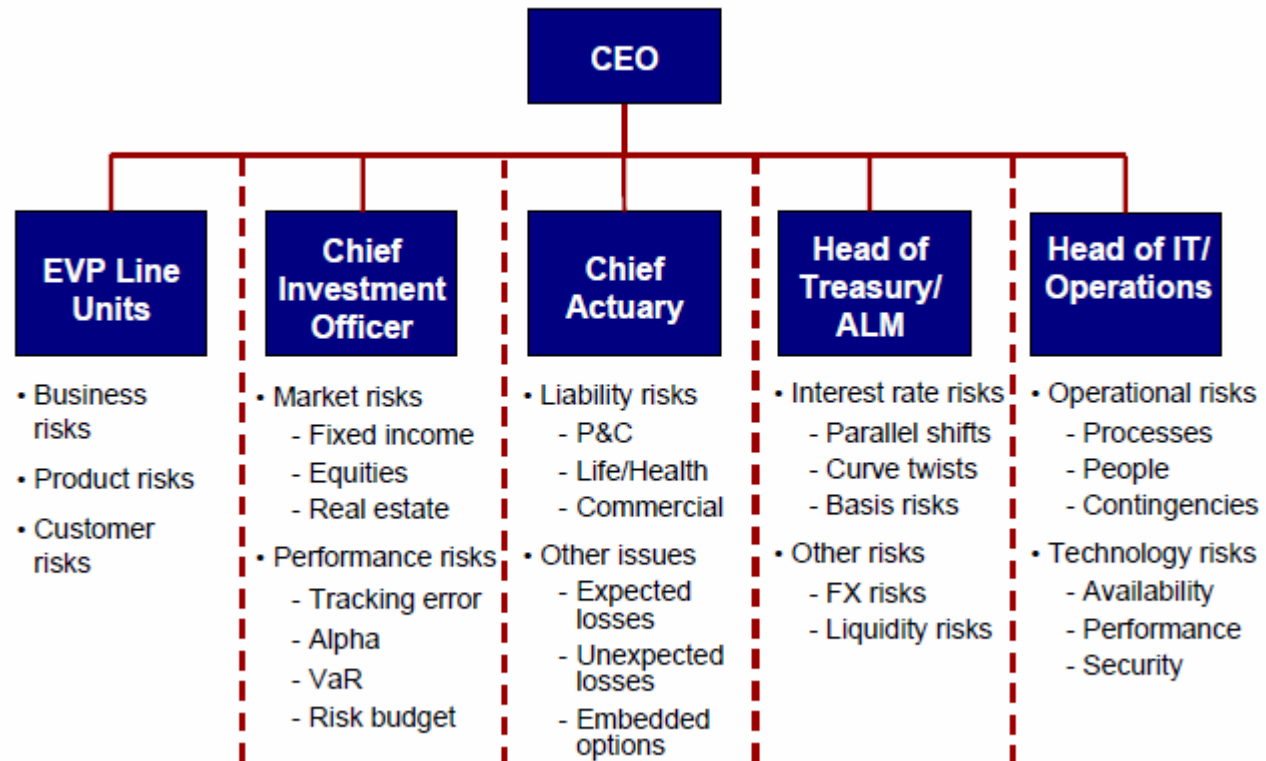 CEO
EVP Line
Units
• Business
risks
• Product risks
• Customer
risks
Chief
Investment
Officer
• Market risks
- Fixed income
- Equities
- Real estate
• Performance risks
- Tracking error
- Alpha
- VaR
- Risk budget
Chief
Actuary
• Liability risks
- P&C
- Life/Health
- Commercial
• Other issues
- Expected
losses
- Unexpected
losses
- Embedded
options
Head of
Treasury/
ALM
• Interest rate risks
- Parallel shifts
- Curve twists
- Basis risks
• Other risks
- FX risks
- Liquidity risks
Head of IT/
Operations
• Operational risks
- Processes
- People
- Contingencies
• Technology risks
- Availability
- Performance
- Security